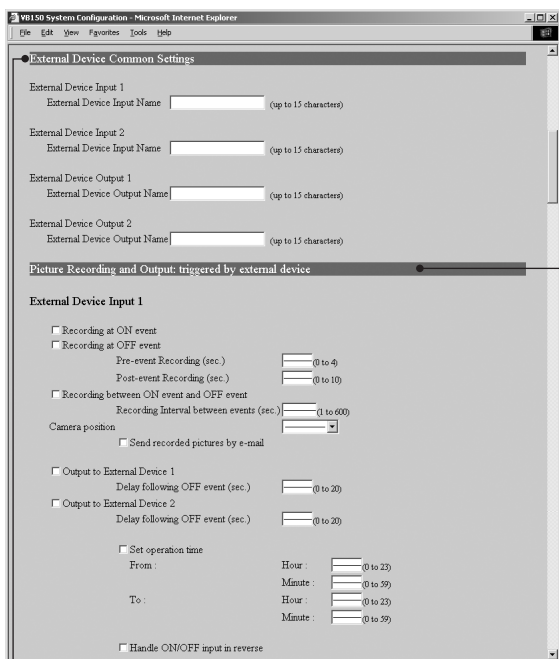 VB150 System Configuration - Microsoft Internet Explorer
File Edit View Favorites Tools Help
External Device Common Settings
External Device Input 1
External Device Input Name (up to 15 characters)
External Device Input 2
External Device Input Name (up to 15 characters)
External Device Output 1
External Device Output Name (up to 15 characters)
External Device Output 2
External Device Output Name (up to 15 characters)
Picture Recording and Output: triggered by external device
External Device Input 1
Recording at ON event
Recording at OFF event
Pre-event Recording (sec.) (0 to 4)
Post-event Recording (sec.) (0 to 10)
Recording between ON event and OFF event
Recording Interval between events (sec.) (1 to 600)
Camera position
Send recorded pictures by e-mail
Output to External Device 1
Delay following OFF event (sec.) (0 to 20)
Output to External Device 2
Delay following OFF event (sec.) (0 to 20)
Set operation time
From : Hour : (0 to 23)
Minute : (0 to 59)
To : Hour : (0 to 23)
Minute : (0 to 59)
Handle ON/OFF input in reverse